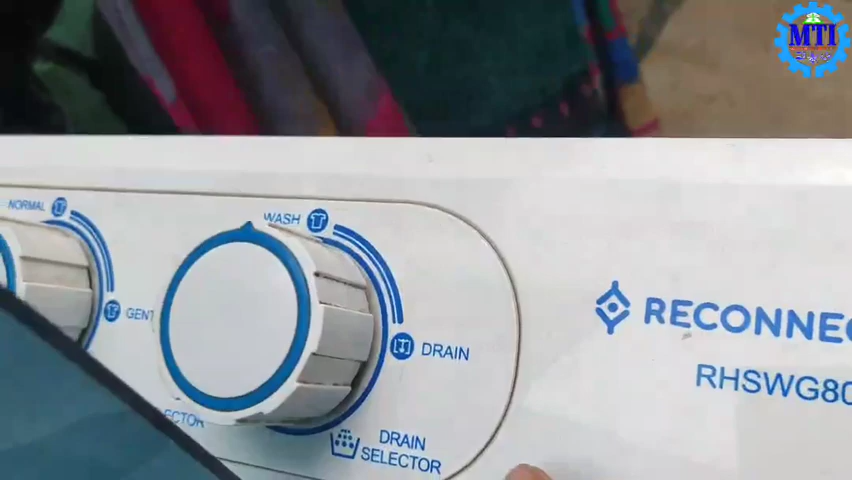 MTI
NORMAL
WASH
GENT
DRAIN
RECONNE
RHSWG80
ECTOR
DRAIN
SELECTOR